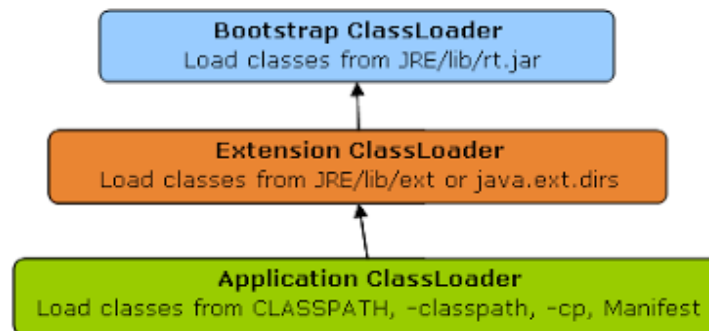 Bootstrap ClassLoader
Load classes from JRE/lib/rt.jar
Extension ClassLoader
Load classes from JRE/lib/ext or java.ext.dirs
Application ClassLoader
Load classes from CLASSPATH, -classpath, -cp, Manifest